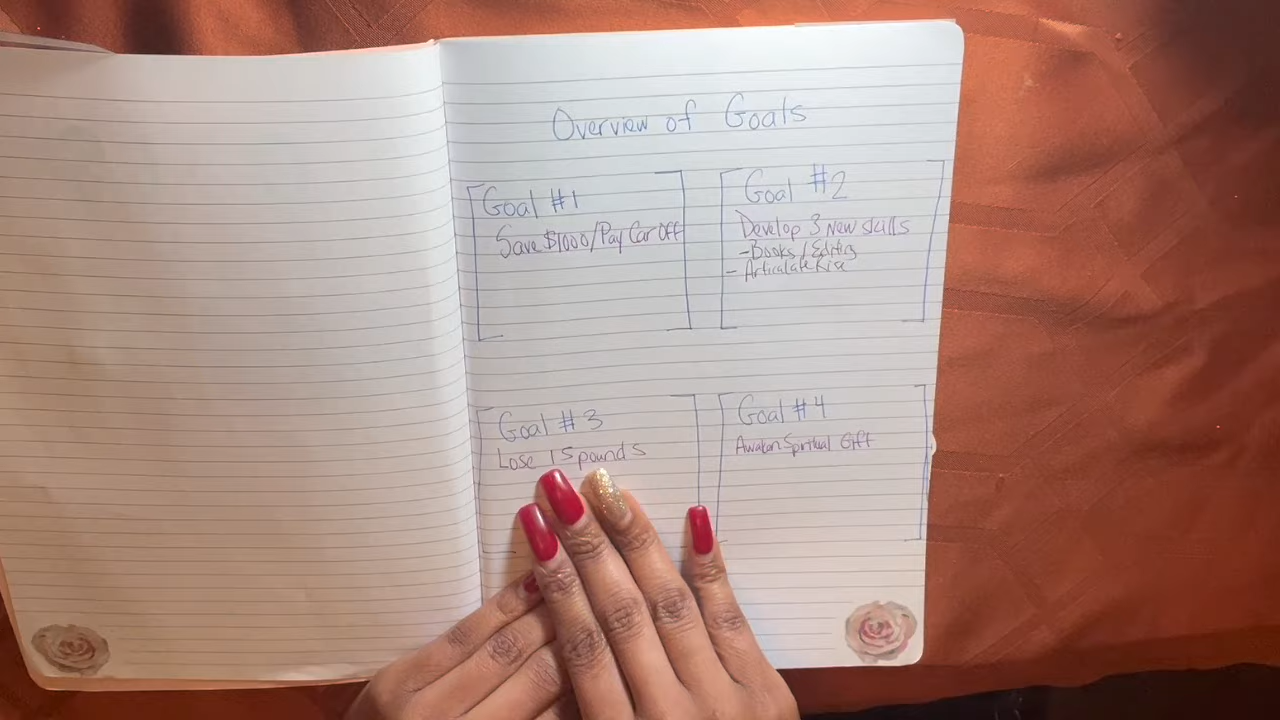 Overview of Goals
Goal #1
Save $1000/Pay Car Off
Goal #2
Develop 3 New skills
- Books / Editing
- Articulate Rise
Goal #3
Lose 15 pounds
Goal #4
Awaken Spiritual Gift